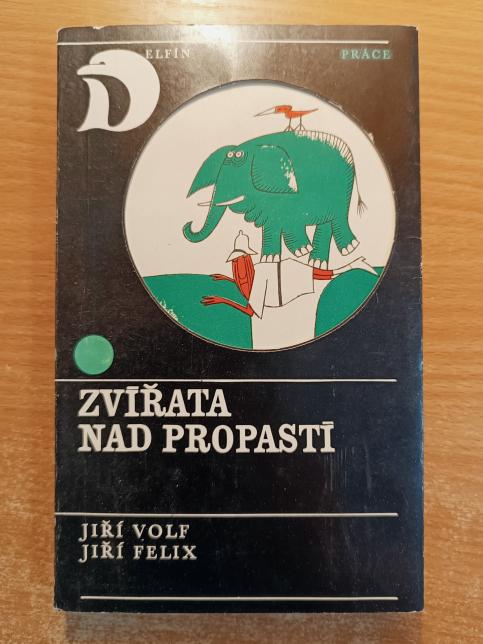 DELFÍN
PRÁCE
ZVÍŘATA
NAD PROPASTÍ
JIŘÍ VOLF
JIŘÍ FELIX